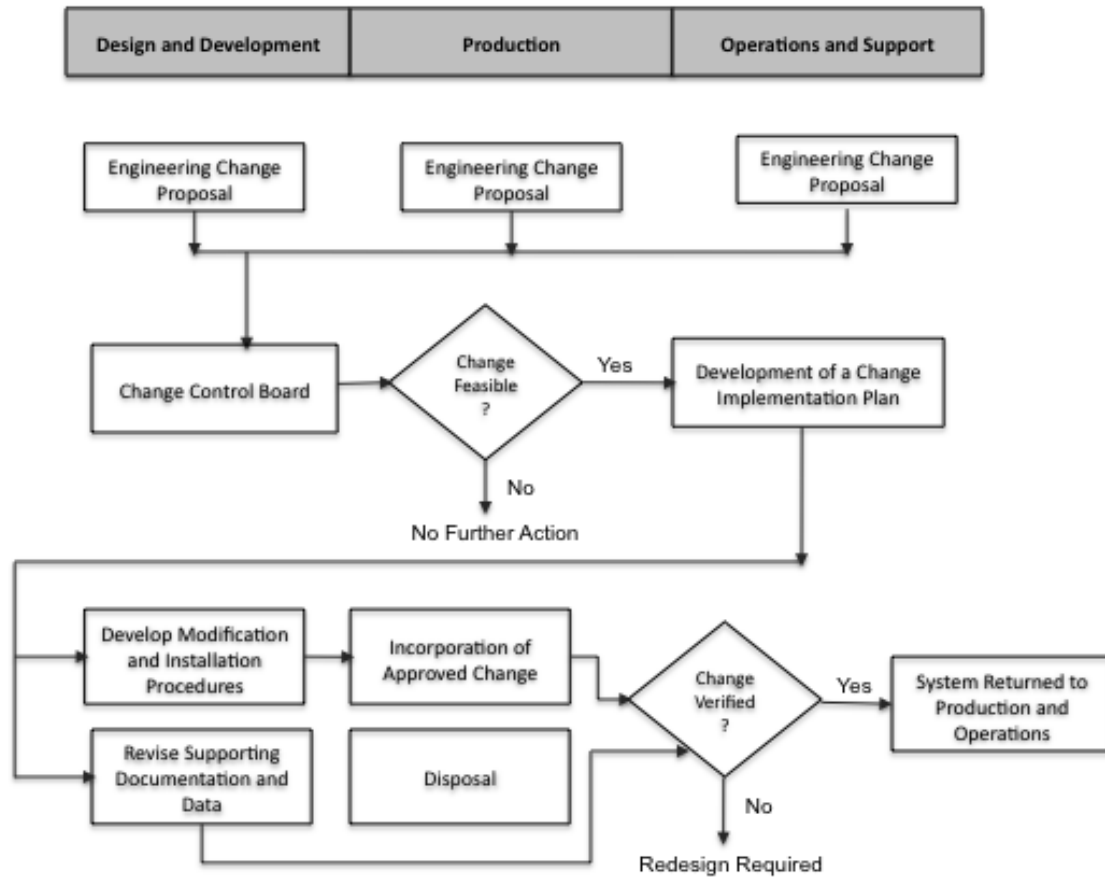 Design and Development
Production
Operations and Support
Engineering Change
Proposal
Engineering Change
Proposal
Engineering Change
Proposal
Change Control Board
Change
Feasible
?
Yes
Development of a Change
Implementation Plan
No
No Further Action
Develop Modification
and Installation
Procedures
Incorporation of
Approved Change
Change
Verified
?
Yes
System Returned to
Production and
Operations
Revise Supporting
Documentation and
Data
Disposal
No
Redesign Required